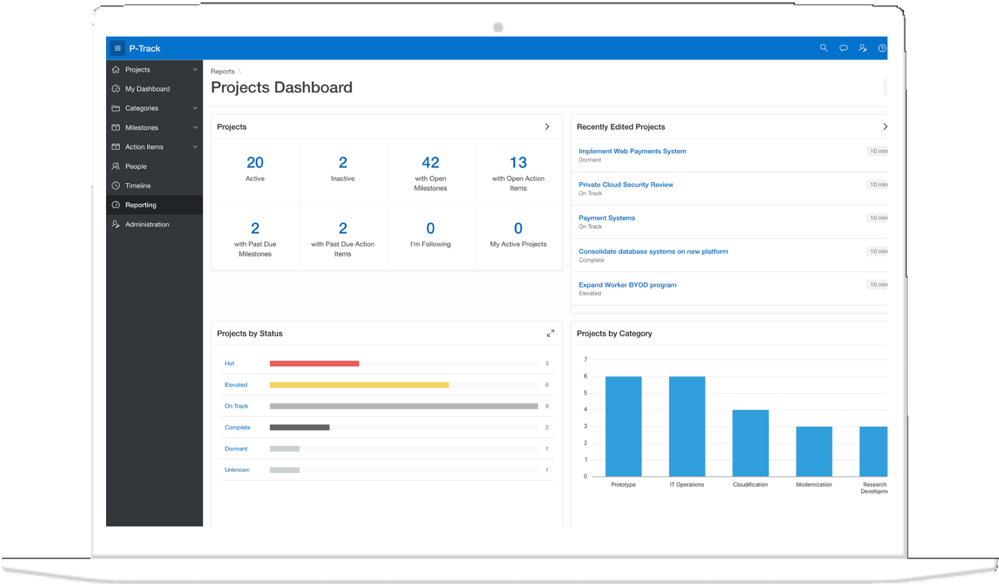 P-Track
Projects
My Dashboard
Categories
Milestones
Action Items
People
Timeline
Reporting
Administration
Reports \
Projects Dashboard
Projects
20
Active
2
Inactive
42
with Open
Milestones
13
with Open Action
Items
2
with Past Due
Milestones
2
with Past Due Action
Items
0
I'm Following
0
My Active Projects
Recently Edited Projects
Implement Web Payments System
10 min
Dormant
Private Cloud Security Review
10 min
On Track
Payment Systems
10 min
On Track
Consolidate database systems on new platform
10 min
Complete
Expand Worker BYOD program
10 min
Elevated
Projects by Status
Hot 3
Elevated 6
On Track 9
Complete 2
Dormant 1
Unknown 1
Projects by Category
7
6
5
4
3
2
1
0
Prototype
IT Operations
Cloudification
Modernization
Research
Developme